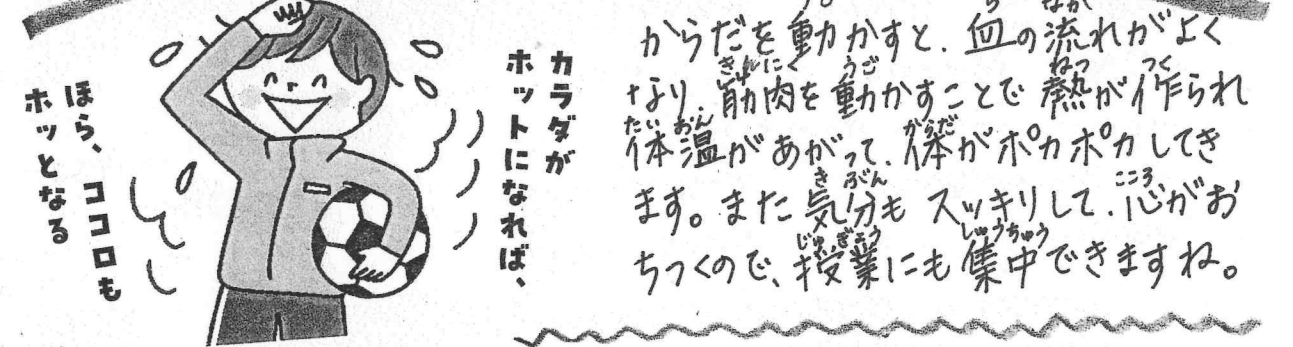 カラダが
ホットになれば、
ほら、ココロも
ホッとなる
からだを動かすと、血の流れがよく
なり、筋肉を動かすことで熱が作られ
体温があがって、体がポカポカしてき
ます。また気分もスッキリして、心がお
ちつくので、授業にも集中できますね。